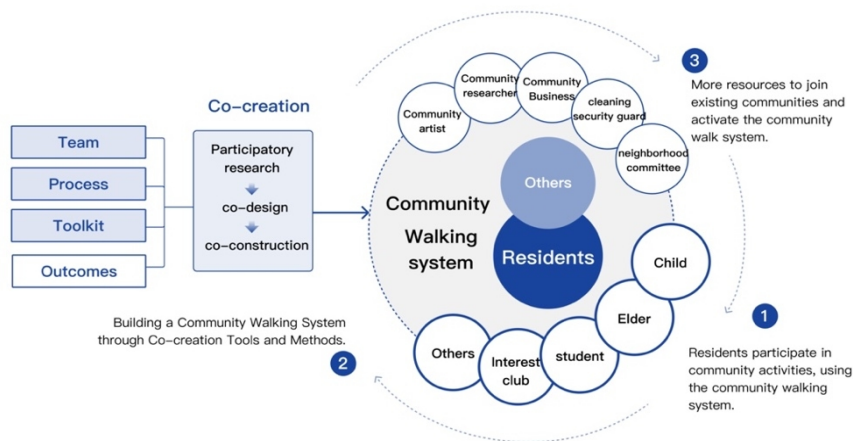 Team
Process
Toolkit
Outcomes
Co-creation
Participatory
research
co-design
co-construction
Community
artist
Community
researcher
Community
Business
cleaning
security guard
neighborhood
committee
Others
Residents
Community
Walking
system
Child
Elder
student
Interest
club
Others
3
More resources to join
existing communities and
activate the community
walk system.
1
Residents participate in
community activities, using
the community walking
system.
Building a Community Walking System
through Co-creation Tools and Methods.
2